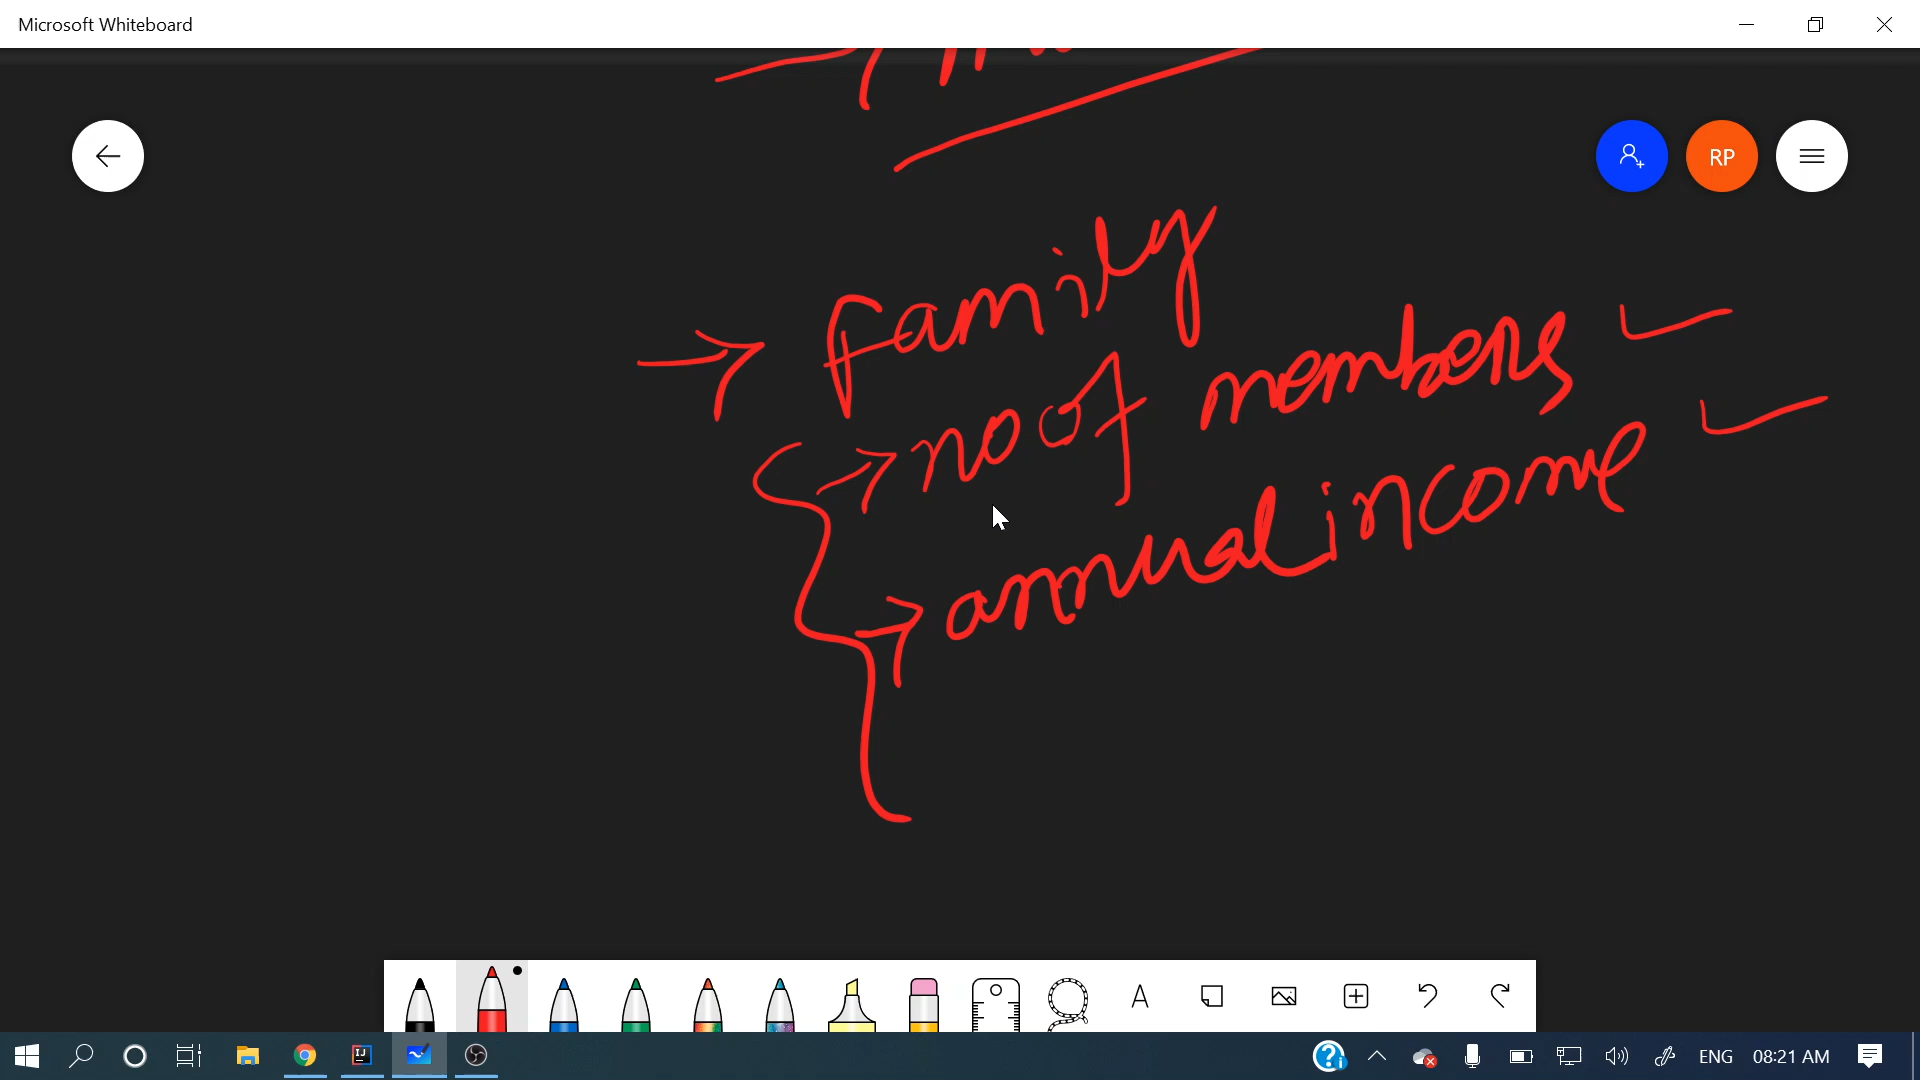 Microsoft Whiteboard
RP
→ family
→ no of members ✓
→ annual income ✓
A
ENG 08:21 AM